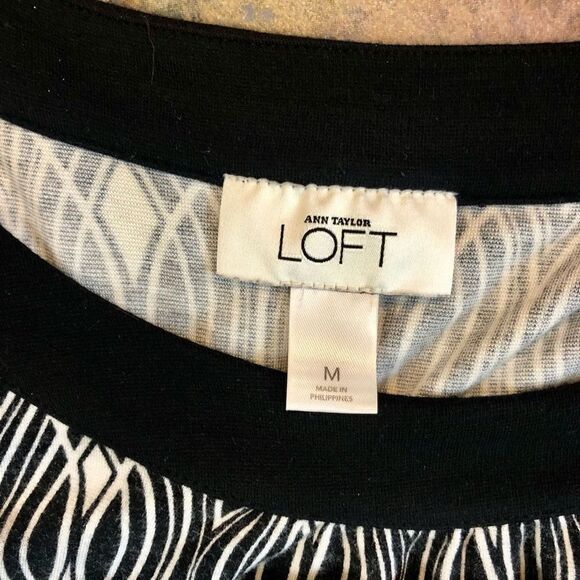 ANN TAYLOR
LOFT
M
MADE IN
PHILIPPINES